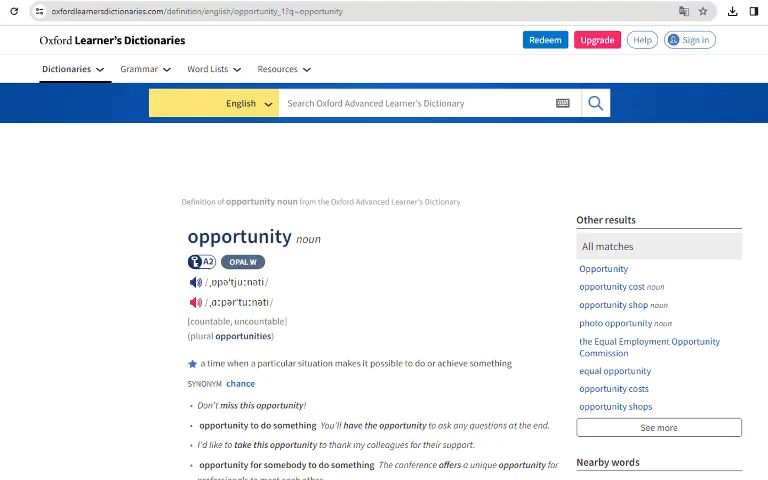 oxfordlearnersdictionaries.com/definition/english/opportunity_1?q=opportunity
Oxford Learner's Dictionaries
Redeem Upgrade Help Sign in
Dictionaries Grammar Word Lists Resources
English Search Oxford Advanced Learner's Dictionary
Definition of opportunity noun from the Oxford Advanced Learner's Dictionary
opportunity noun
A2 OPAL W
/ˌɒpəˈtjuːnəti/
/ˌɑːpərˈtuːnəti/
[countable, uncountable]
(plural opportunities)
a time when a particular situation makes it possible to do or achieve something
SYNONYM chance
• Don't miss this opportunity!
• opportunity to do something You'll have the opportunity to ask any questions at the end.
• I'd like to take this opportunity to thank my colleagues for their support.
• opportunity for somebody to do something The conference offers a unique opportunity for
professionals to meet each other.
Other results
All matches
Opportunity
opportunity cost noun
opportunity shop noun
photo opportunity noun
the Equal Employment Opportunity
Commission
equal opportunity
opportunity costs
opportunity shops
See more
Nearby words